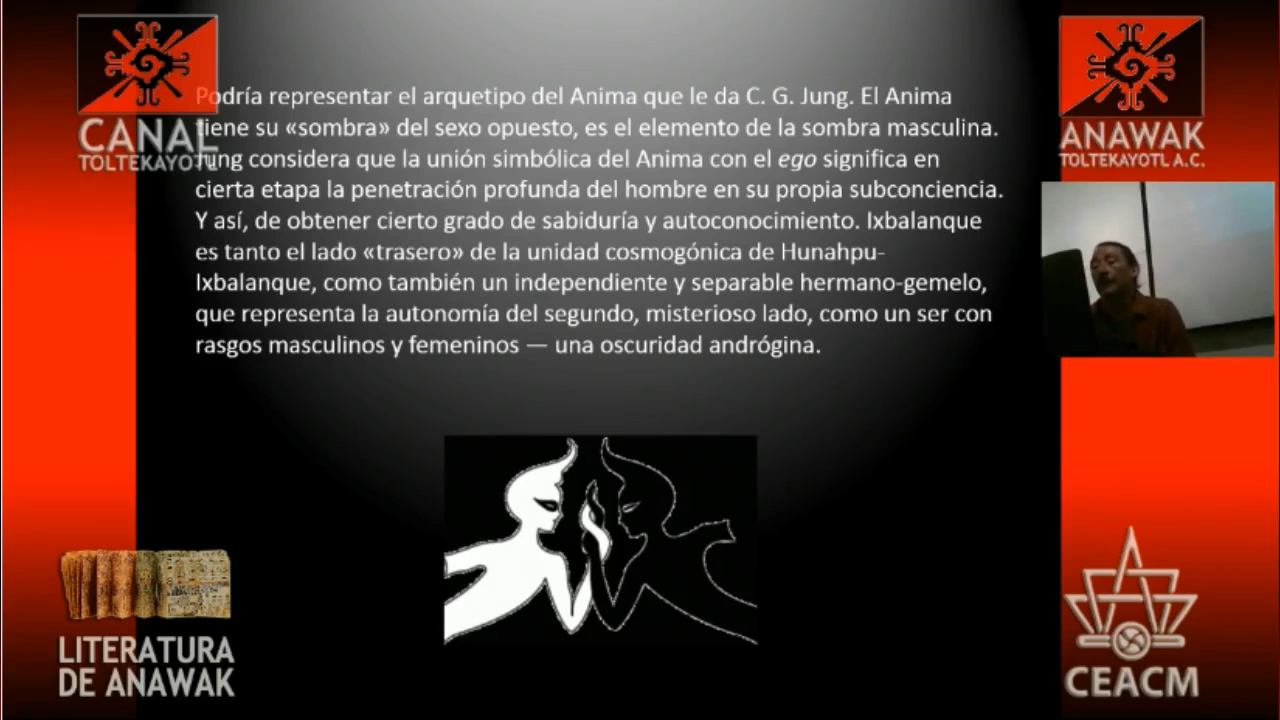 CANAL
TOLTEKAYOTL
Podría representar el arquetipo del Anima que le da C. G. Jung. El Anima
tiene su «sombra» del sexo opuesto, es el elemento de la sombra masculina.
Jung considera que la unión simbólica del Anima con el ego significa en
cierta etapa la penetración profunda del hombre en su propia subconciencia.
Y así, de obtener cierto grado de sabiduría y autoconocimiento. Ixbalanque
es tanto el lado «trasero» de la unidad cosmogónica de Hunahpu-
Ixbalanque, como también un independiente y separable hermano-gemelo,
que representa la autonomía del segundo, misterioso lado, como un ser con
rasgos masculinos y femeninos — una oscuridad andrógina.
ANAWAK
TOLTEKAYOTL A.C.
LITERATURA
DE ANAWAK
CEACM